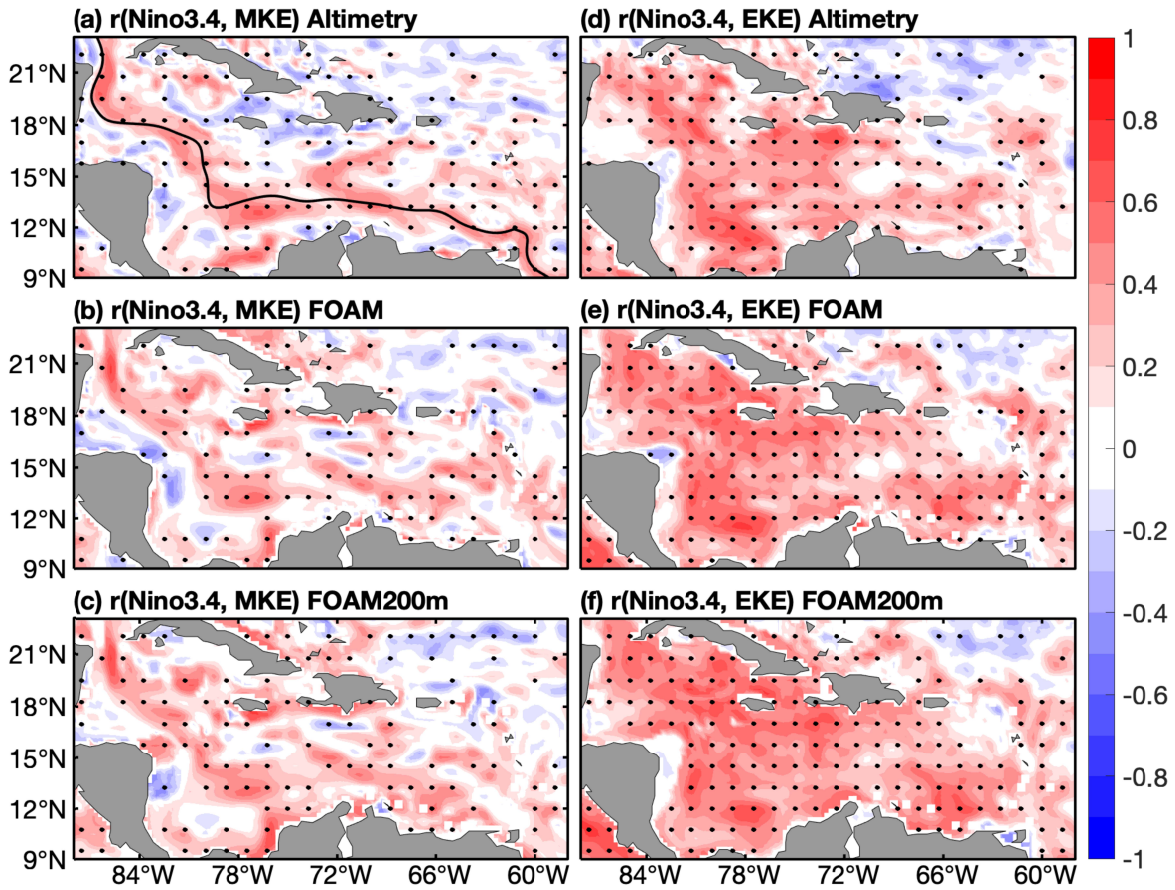 (a) r(Nino3.4, MKE) Altimetry
(d) r(Nino3.4, EKE) Altimetry
21°N
18°N
15°N
12°N
9°N
(b) r(Nino3.4, MKE) FOAM
(e) r(Nino3.4, EKE) FOAM
21°N
18°N
15°N
12°N
9°N
(c) r(Nino3.4, MKE) FOAM200m
(f) r(Nino3.4, EKE) FOAM200m
21°N
18°N
15°N
12°N
9°N
84°W 78°W 72°W 66°W 60°W
84°W 78°W 72°W 66°W 60°W
1
0.8
0.6
0.4
0.2
0
-0.2
-0.4
-0.6
-0.8
-1